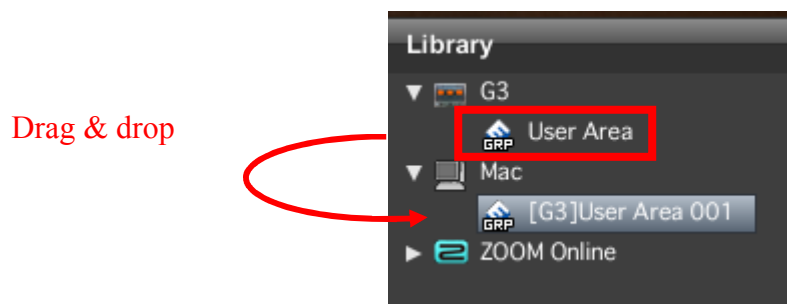 Library
G3
Drag & drop
GRP User Area
Mac
GRP [G3]User Area 001
ZOOM Online